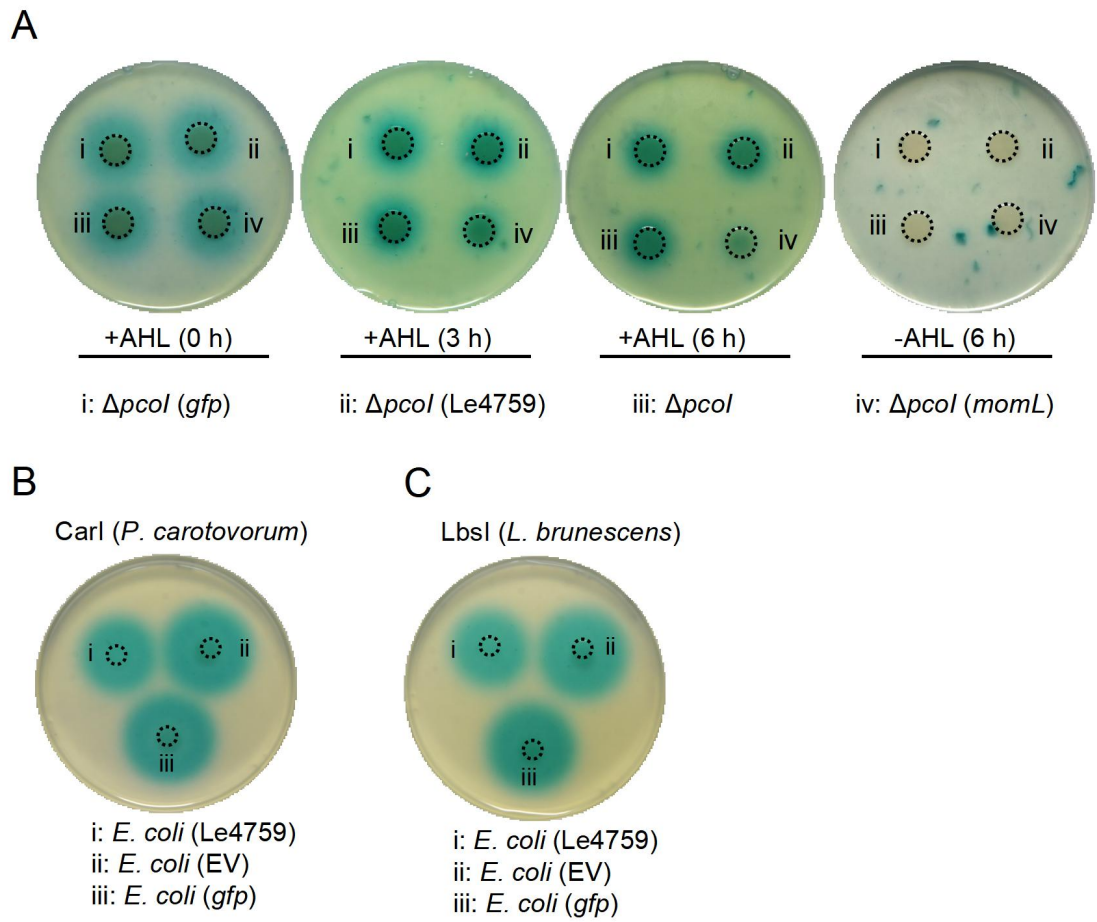 A
i ii iii iv
i ii iii iv
i ii iii iv
i ii iii iv
+AHL (0 h) +AHL (3 h) +AHL (6 h) -AHL (6 h)
i: ΔpcoI (gfp) ii: ΔpcoI (Le4759) iii: ΔpcoI iv: ΔpcoI (momL)
B
CarI (P. carotovorum)
i ii
iii
i: E. coli (Le4759)
ii: E. coli (EV)
iii: E. coli (gfp)
C
LbsI (L. brunescens)
i ii
iii
i: E. coli (Le4759)
ii: E. coli (EV)
iii: E. coli (gfp)